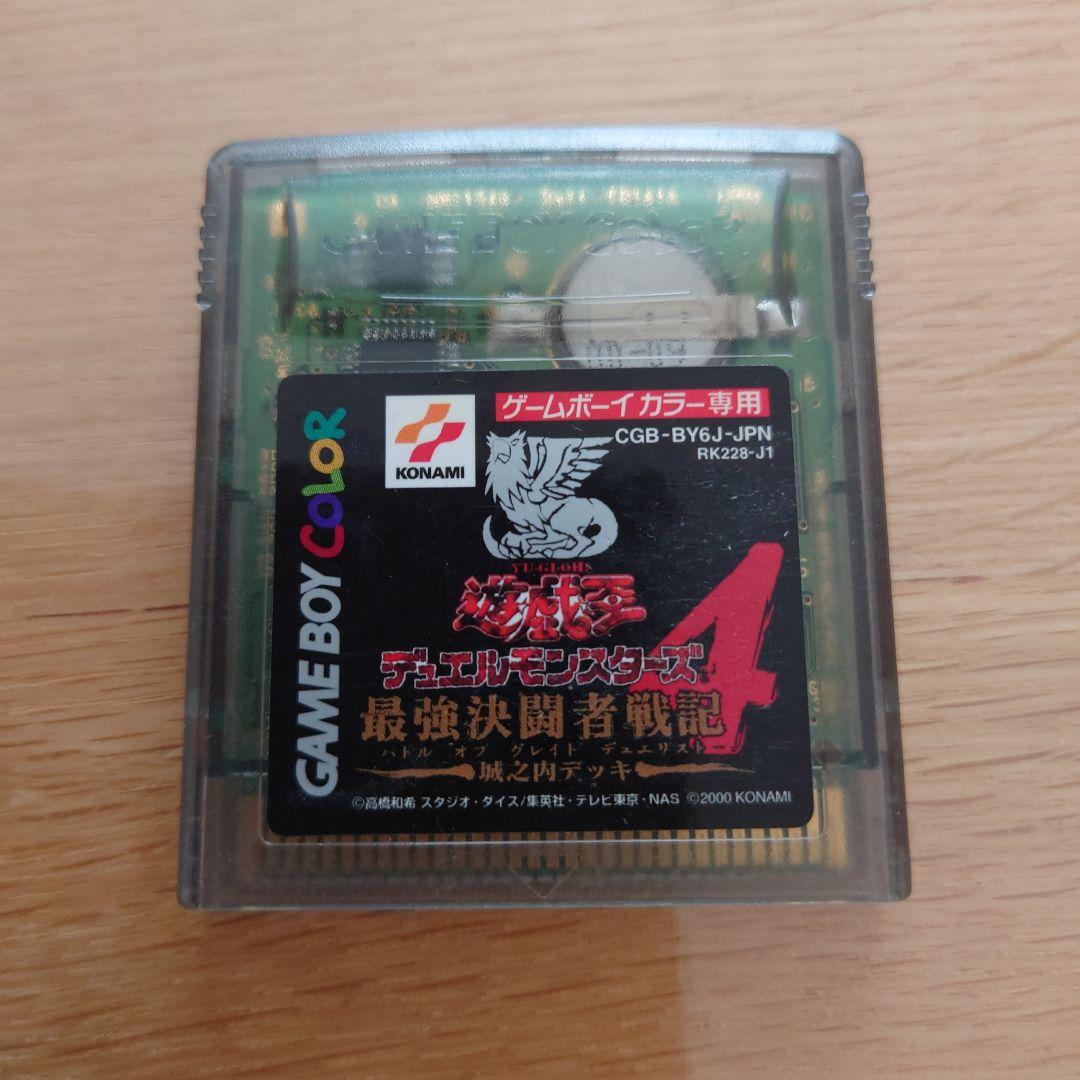 GAME BOY COLOR
KONAMI
ゲームボーイ カラー専用
CGB-BY6J-JPN
RK228-J1
YU-GI-OH!
遊戯王
デュエルモンスターズ4
最強決闘者戦記
バトル オブ グレイト デュエリスト
城之内デッキ
GAME BOY COLOR
©高橋和希 スタジオ・ダイス/集英社・テレビ東京・NAS ©2000 KONAMI